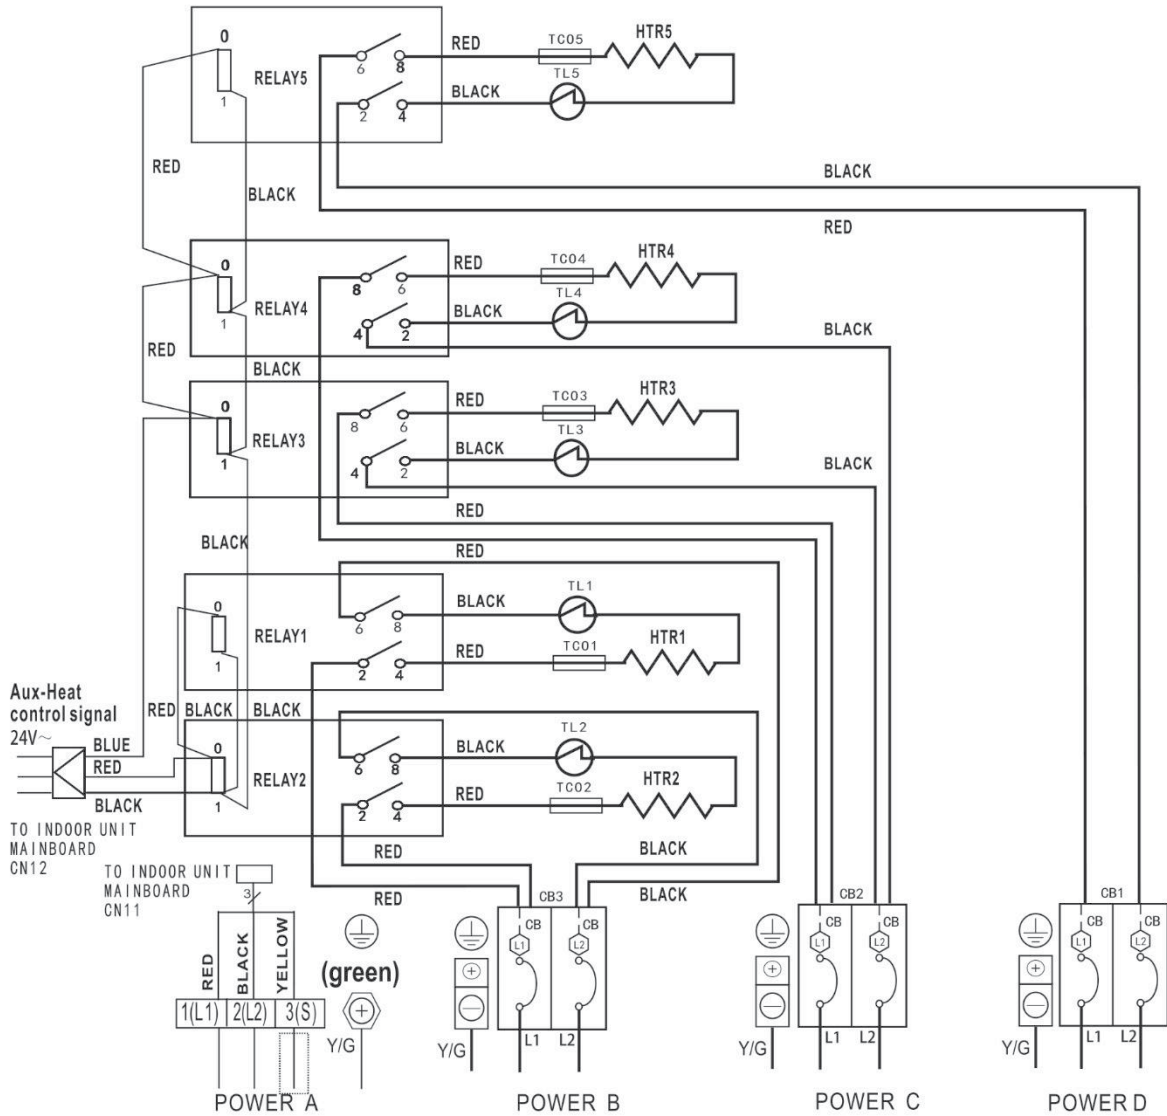 0
RELAY5
1
6
8
2
4
RED
TCO5
HTR5
BLACK
TL5
RED
BLACK
BLACK
RED
0
RELAY4
1
8
6
4
2
RED
TCO4
HTR4
BLACK
TL4
BLACK
RED
BLACK
0
RELAY3
1
8
6
4
2
RED
TCO3
HTR3
BLACK
TL3
BLACK
RED
BLACK
RED
0
RELAY1
1
6
8
2
4
BLACK
TL1
RED
TCO1
HTR1
Aux-Heat
control signal
24V～
RED
BLACK
BLACK
BLUE
RED
BLACK
TO INDOOR UNIT
MAINBOARD
CN12
0
RELAY2
1
6
8
2
4
BLACK
TL2
RED
TCO2
HTR2
RED
BLACK
RED
BLACK
TO INDOOR UNIT
MAINBOARD
CN11
3
RED
BLACK
YELLOW
1(L1)
2(L2)
3(S)
(green)
Y/G
POWER A
CB3
CB
CB
L1
L2
Y/G
L1
L2
POWER B
CB2
CB
CB
L1
L2
Y/G
L1
L2
POWER C
CB1
CB
CB
L1
L2
Y/G
L1
L2
POWER D